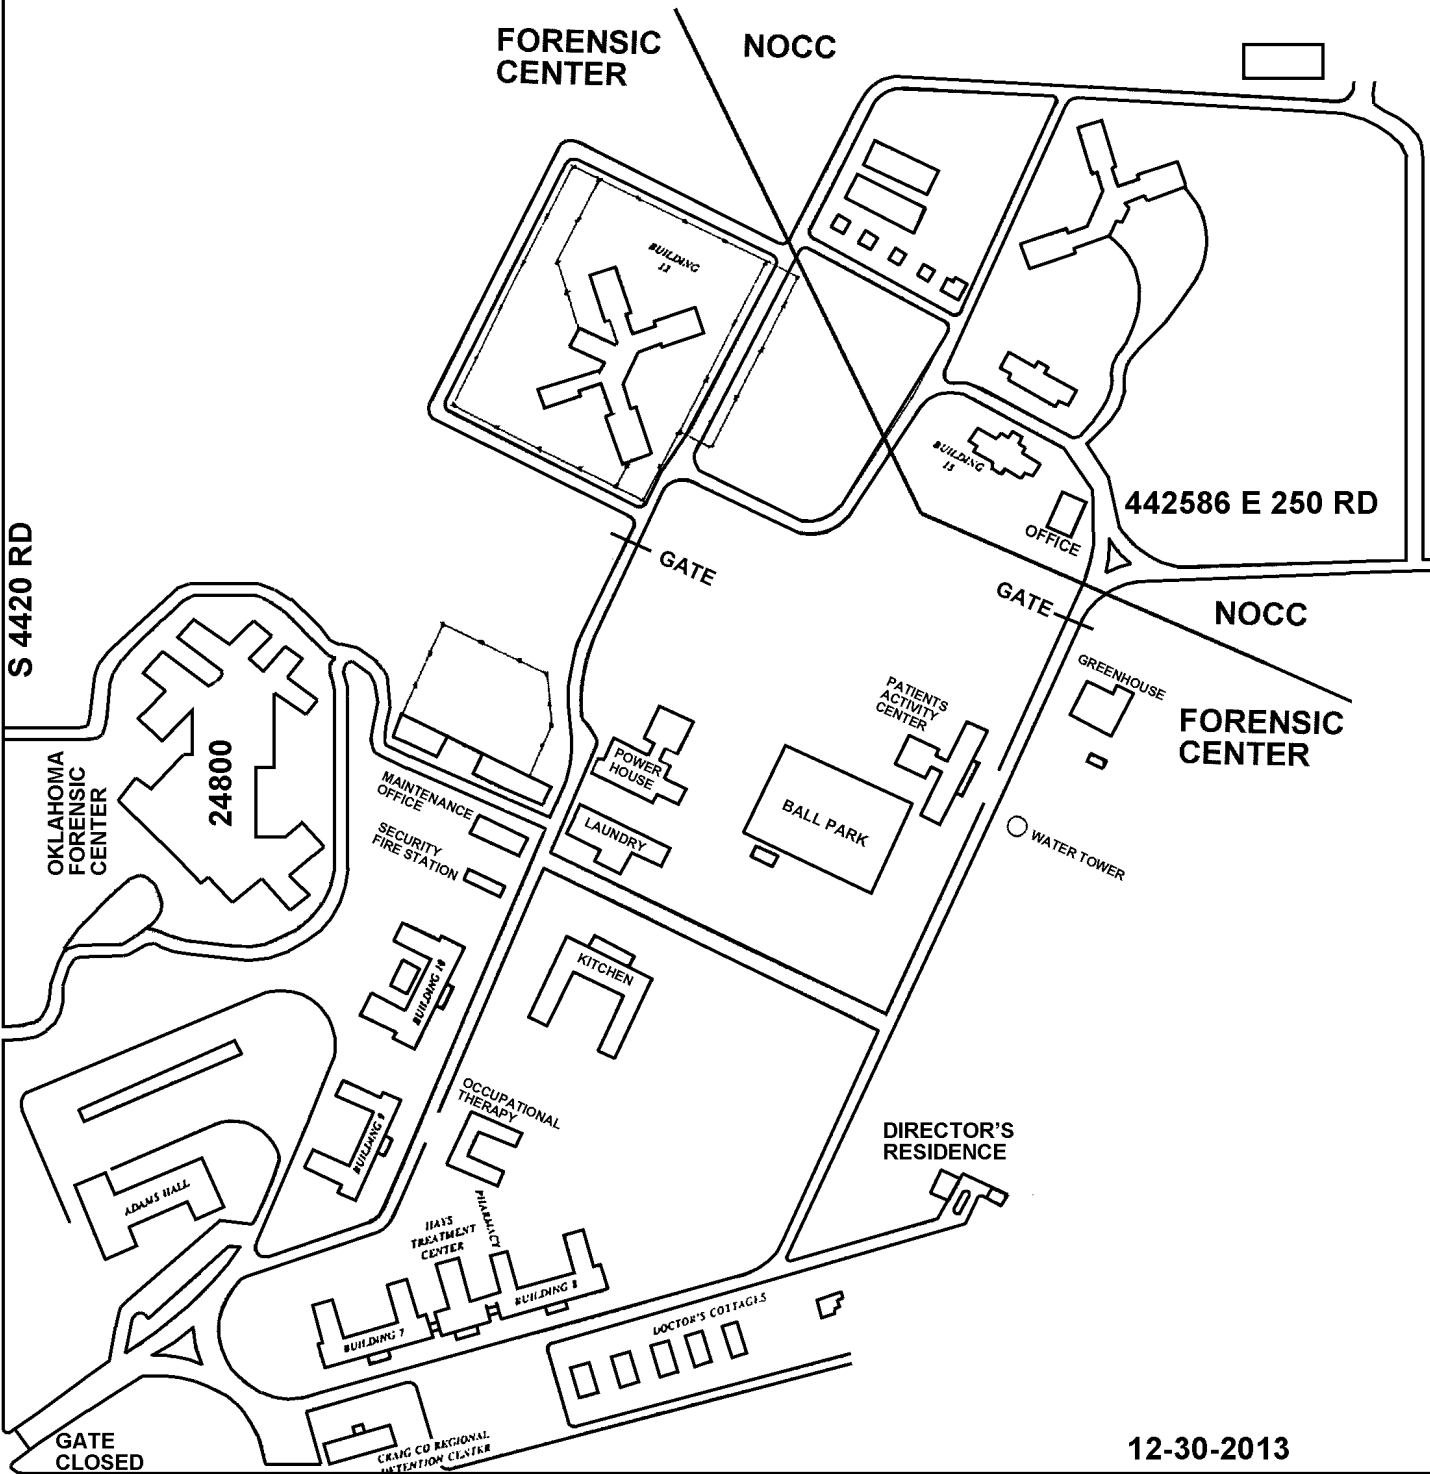 FORENSIC
CENTER
NOCC
BUILDING
12
BUILDING
15
442586 E 250 RD
OFFICE
S 4420 RD
GATE
GATE
NOCC
GREENHOUSE
PATIENTS
ACTIVITY
CENTER
FORENSIC
CENTER
OKLAHOMA
FORENSIC
CENTER
24800
POWER
HOUSE
MAINTENANCE
OFFICE
BALL PARK
LAUNDRY
SECURITY
FIRE STATION
WATER TOWER
KITCHEN
BUILDING 10
OCCUPATIONAL
THERAPY
BUILDING 9
DIRECTOR'S
RESIDENCE
ADAMS HALL
PHARMACY
HAYS
TREATMENT
CENTER
BUILDING 8
BUILDING 7
DOCTOR'S COTTAGES
GATE
CLOSED
CRAIG CO REGIONAL
DETENTION CENTER
12-30-2013